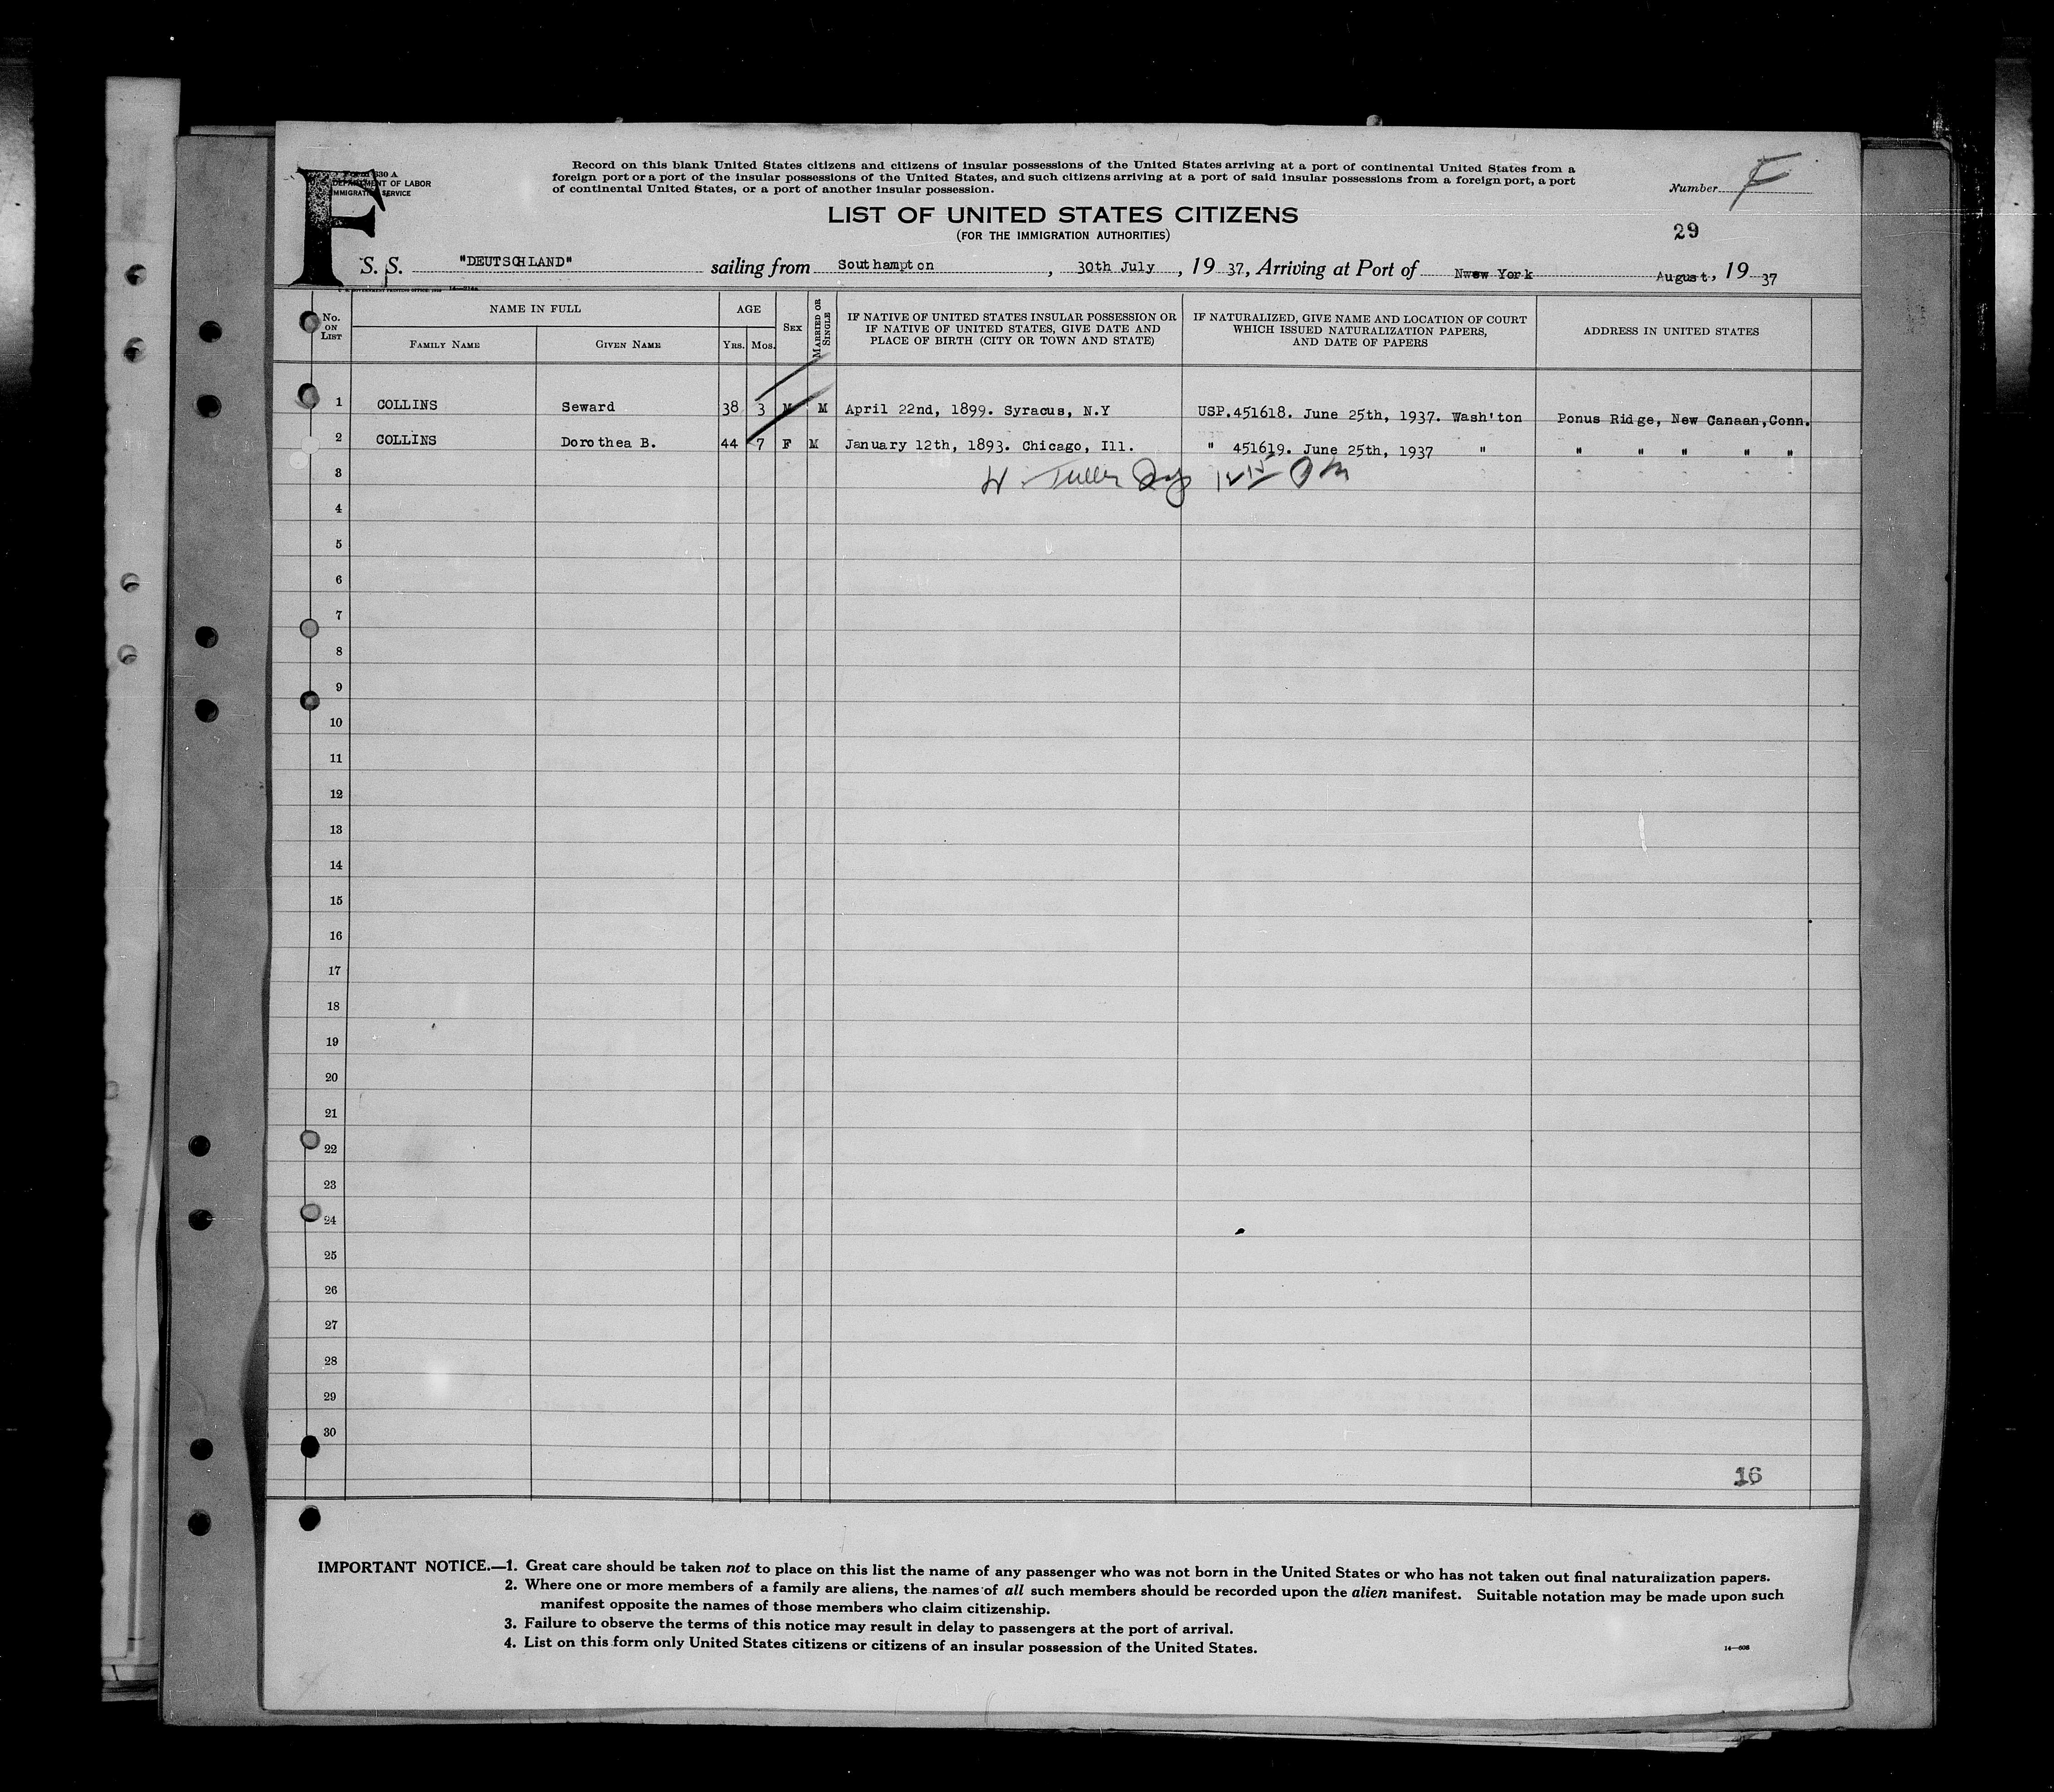 F
Form 630 A
DEPARTMENT OF LABOR
IMMIGRATION SERVICE
Record on this blank United States citizens and citizens of insular possessions of the United States arriving at a port of continental United States from a
foreign port or a port of the insular possessions of the United States, and such citizens arriving at a port of said insular possessions from a foreign port, a port
of continental United States, or a port of another insular possession.
Number F
LIST OF UNITED STATES CITIZENS
(FOR THE IMMIGRATION AUTHORITIES)
29
S. S. "DEUTSCHLAND" sailing from Southampton, 30th July, 19 37, Arriving at Port of New York August, 19 37
No. ON LIST
NAME IN FULL
FAMILY NAME
GIVEN NAME
AGE
YRS. MOS.
SEX
MARRIED OR SINGLE
IF NATIVE OF UNITED STATES INSULAR POSSESSION OR
IF NATIVE OF UNITED STATES, GIVE DATE AND
PLACE OF BIRTH (CITY OR TOWN AND STATE)
IF NATURALIZED, GIVE NAME AND LOCATION OF COURT
WHICH ISSUED NATURALIZATION PAPERS,
AND DATE OF PAPERS
ADDRESS IN UNITED STATES
1 COLLINS Seward 38 3 M M April 22nd, 1899. Syracus, N.Y USP.451618. June 25th, 1937. Wash'ton Ponus Ridge, New Canaan,Conn.
2 COLLINS Dorothea B. 44 7 F M January 12th, 1893. Chicago, Ill. " 451619. June 25th, 1937 " " " " " "
3
4
5
6
7
8
9
10
11
12
13
14
15
16
17
18
19
20
21
22
23
24
25
26
27
28
29
30
16
IMPORTANT NOTICE.—1. Great care should be taken not to place on this list the name of any passenger who was not born in the United States or who has not taken out final naturalization papers.
2. Where one or more members of a family are aliens, the names of all such members should be recorded upon the alien manifest. Suitable notation may be made upon such
manifest opposite the names of those members who claim citizenship.
3. Failure to observe the terms of this notice may result in delay to passengers at the port of arrival.
4. List on this form only United States citizens or citizens of an insular possession of the United States.
14—608